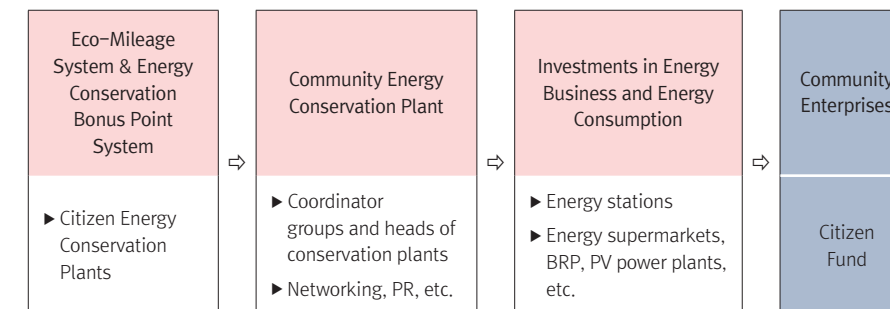 Eco-Mileage
System & Energy
Conservation
Bonus Point
System
▶ Citizen Energy
Conservation
Plants
⇨
Community Energy
Conservation Plant
▶ Coordinator
groups and heads of
conservation plants
▶ Networking, PR, etc.
⇨
Investments in Energy
Business and Energy
Consumption
▶ Energy stations
▶ Energy supermarkets,
BRP, PV power plants,
etc.
⇨
Community
Enterprises
Citizen
Fund